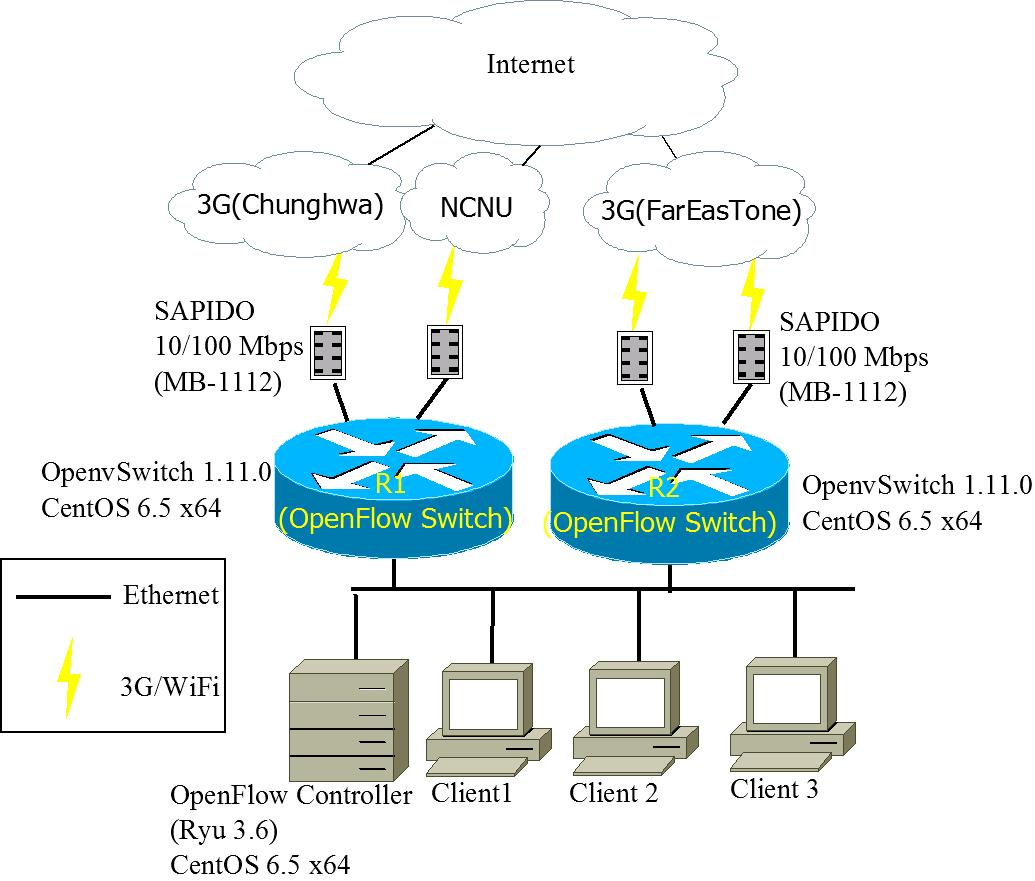 Internet
3G(Chunghwa)
NCNU
3G(FarEasTone)
SAPIDO
10/100 Mbps
(MB-1112)
SAPIDO
10/100 Mbps
(MB-1112)
OpenvSwitch 1.11.0
CentOS 6.5 x64
R1
(OpenFlow Switch)
R2
(OpenFlow Switch)
OpenvSwitch 1.11.0
CentOS 6.5 x64
Ethernet
3G/WiFi
OpenFlow Controller
(Ryu 3.6)
CentOS 6.5 x64
Client1
Client 2
Client 3